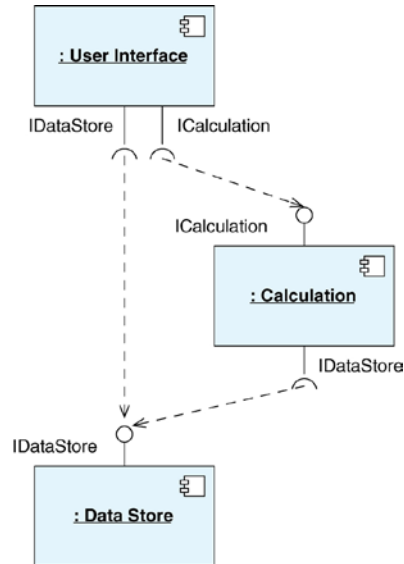 : User Interface
IDataStore
ICalculation
ICalculation
: Calculation
IDataStore
IDataStore
: Data Store